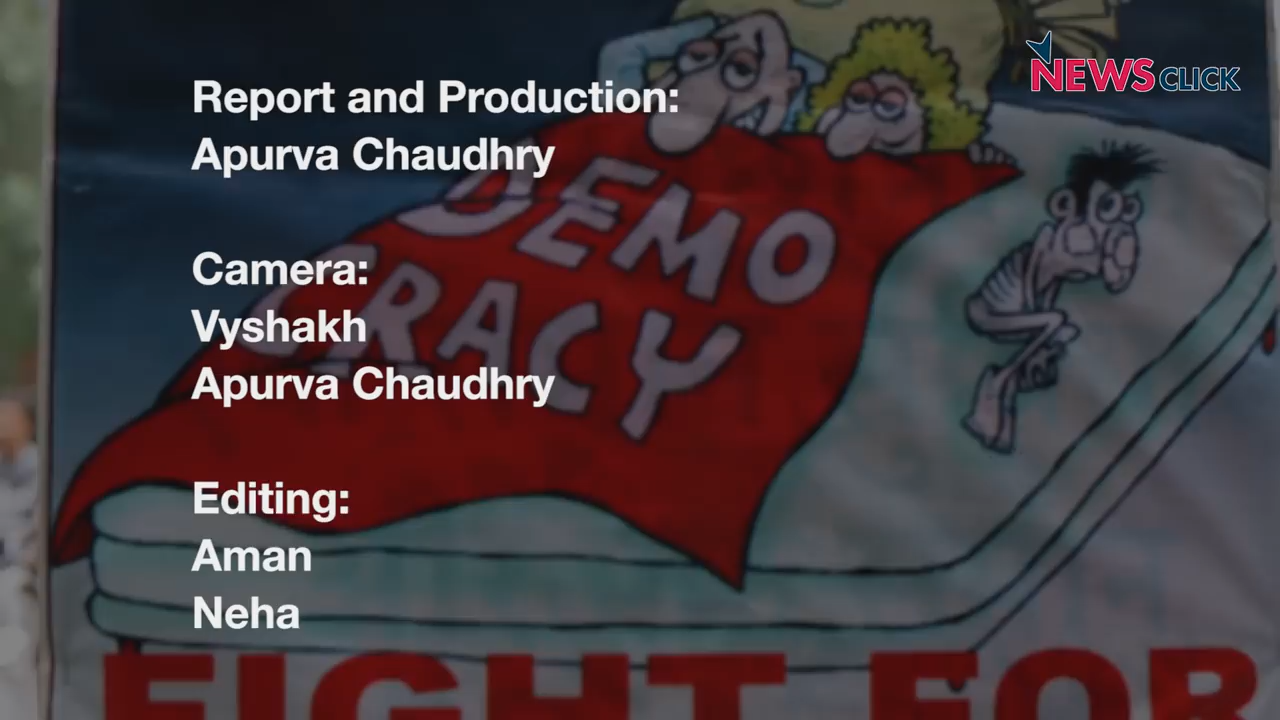 NEWSCLICK
Report and Production:
Apurva Chaudhry
Camera:
Vyshakh
Apurva Chaudhry
Editing:
Aman
Neha
DEMO
CRACY
FIGHT FOR